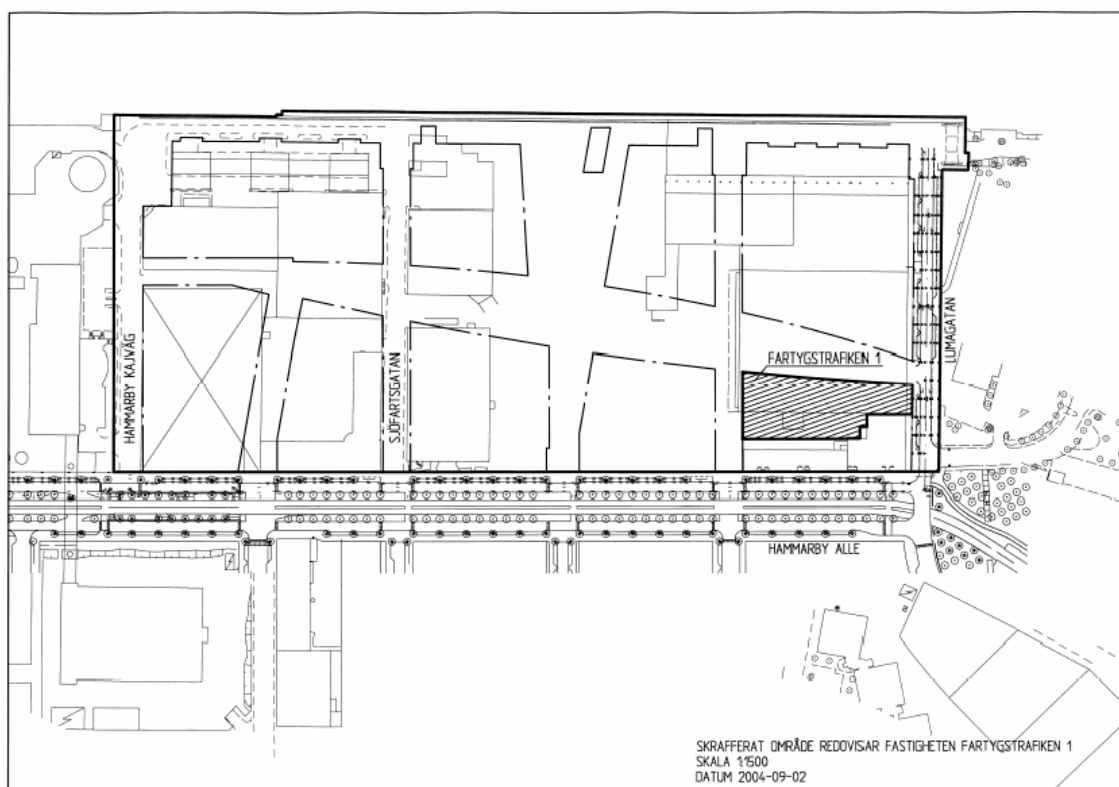 HAMMARBY KAJVÄG
SJÖFARTSGATAN
LUMAGATAN
FARTYGSTRAFIKEN 1
HAMMARBY ALLE
SKRAFFERAT OMRÅDE REDOVISAR FASTIGHETEN FARTYGSTRAFIKEN 1
SKALA 1:1500
DATUM 2004-09-02